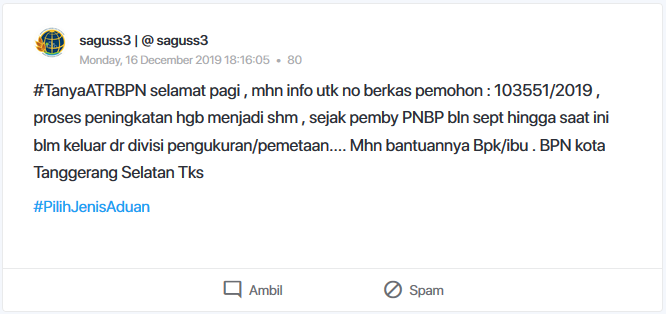 saguss3 | @ saguss3
Monday, 16 December 2019 18:16:05 • 80
#TanyaATRBPN selamat pagi , mhn info utk no berkas pemohon : 103551/2019 ,
proses peningkatan hgb menjadi shm , sejak pemby PNBP bln sept hingga saat ini
blm keluar dr divisi pengukuran/pemetaan.... Mhn bantuannya Bpk/ibu . BPN kota
Tanggerang Selatan Tks
#PilihJenisAduan
Ambil
Spam